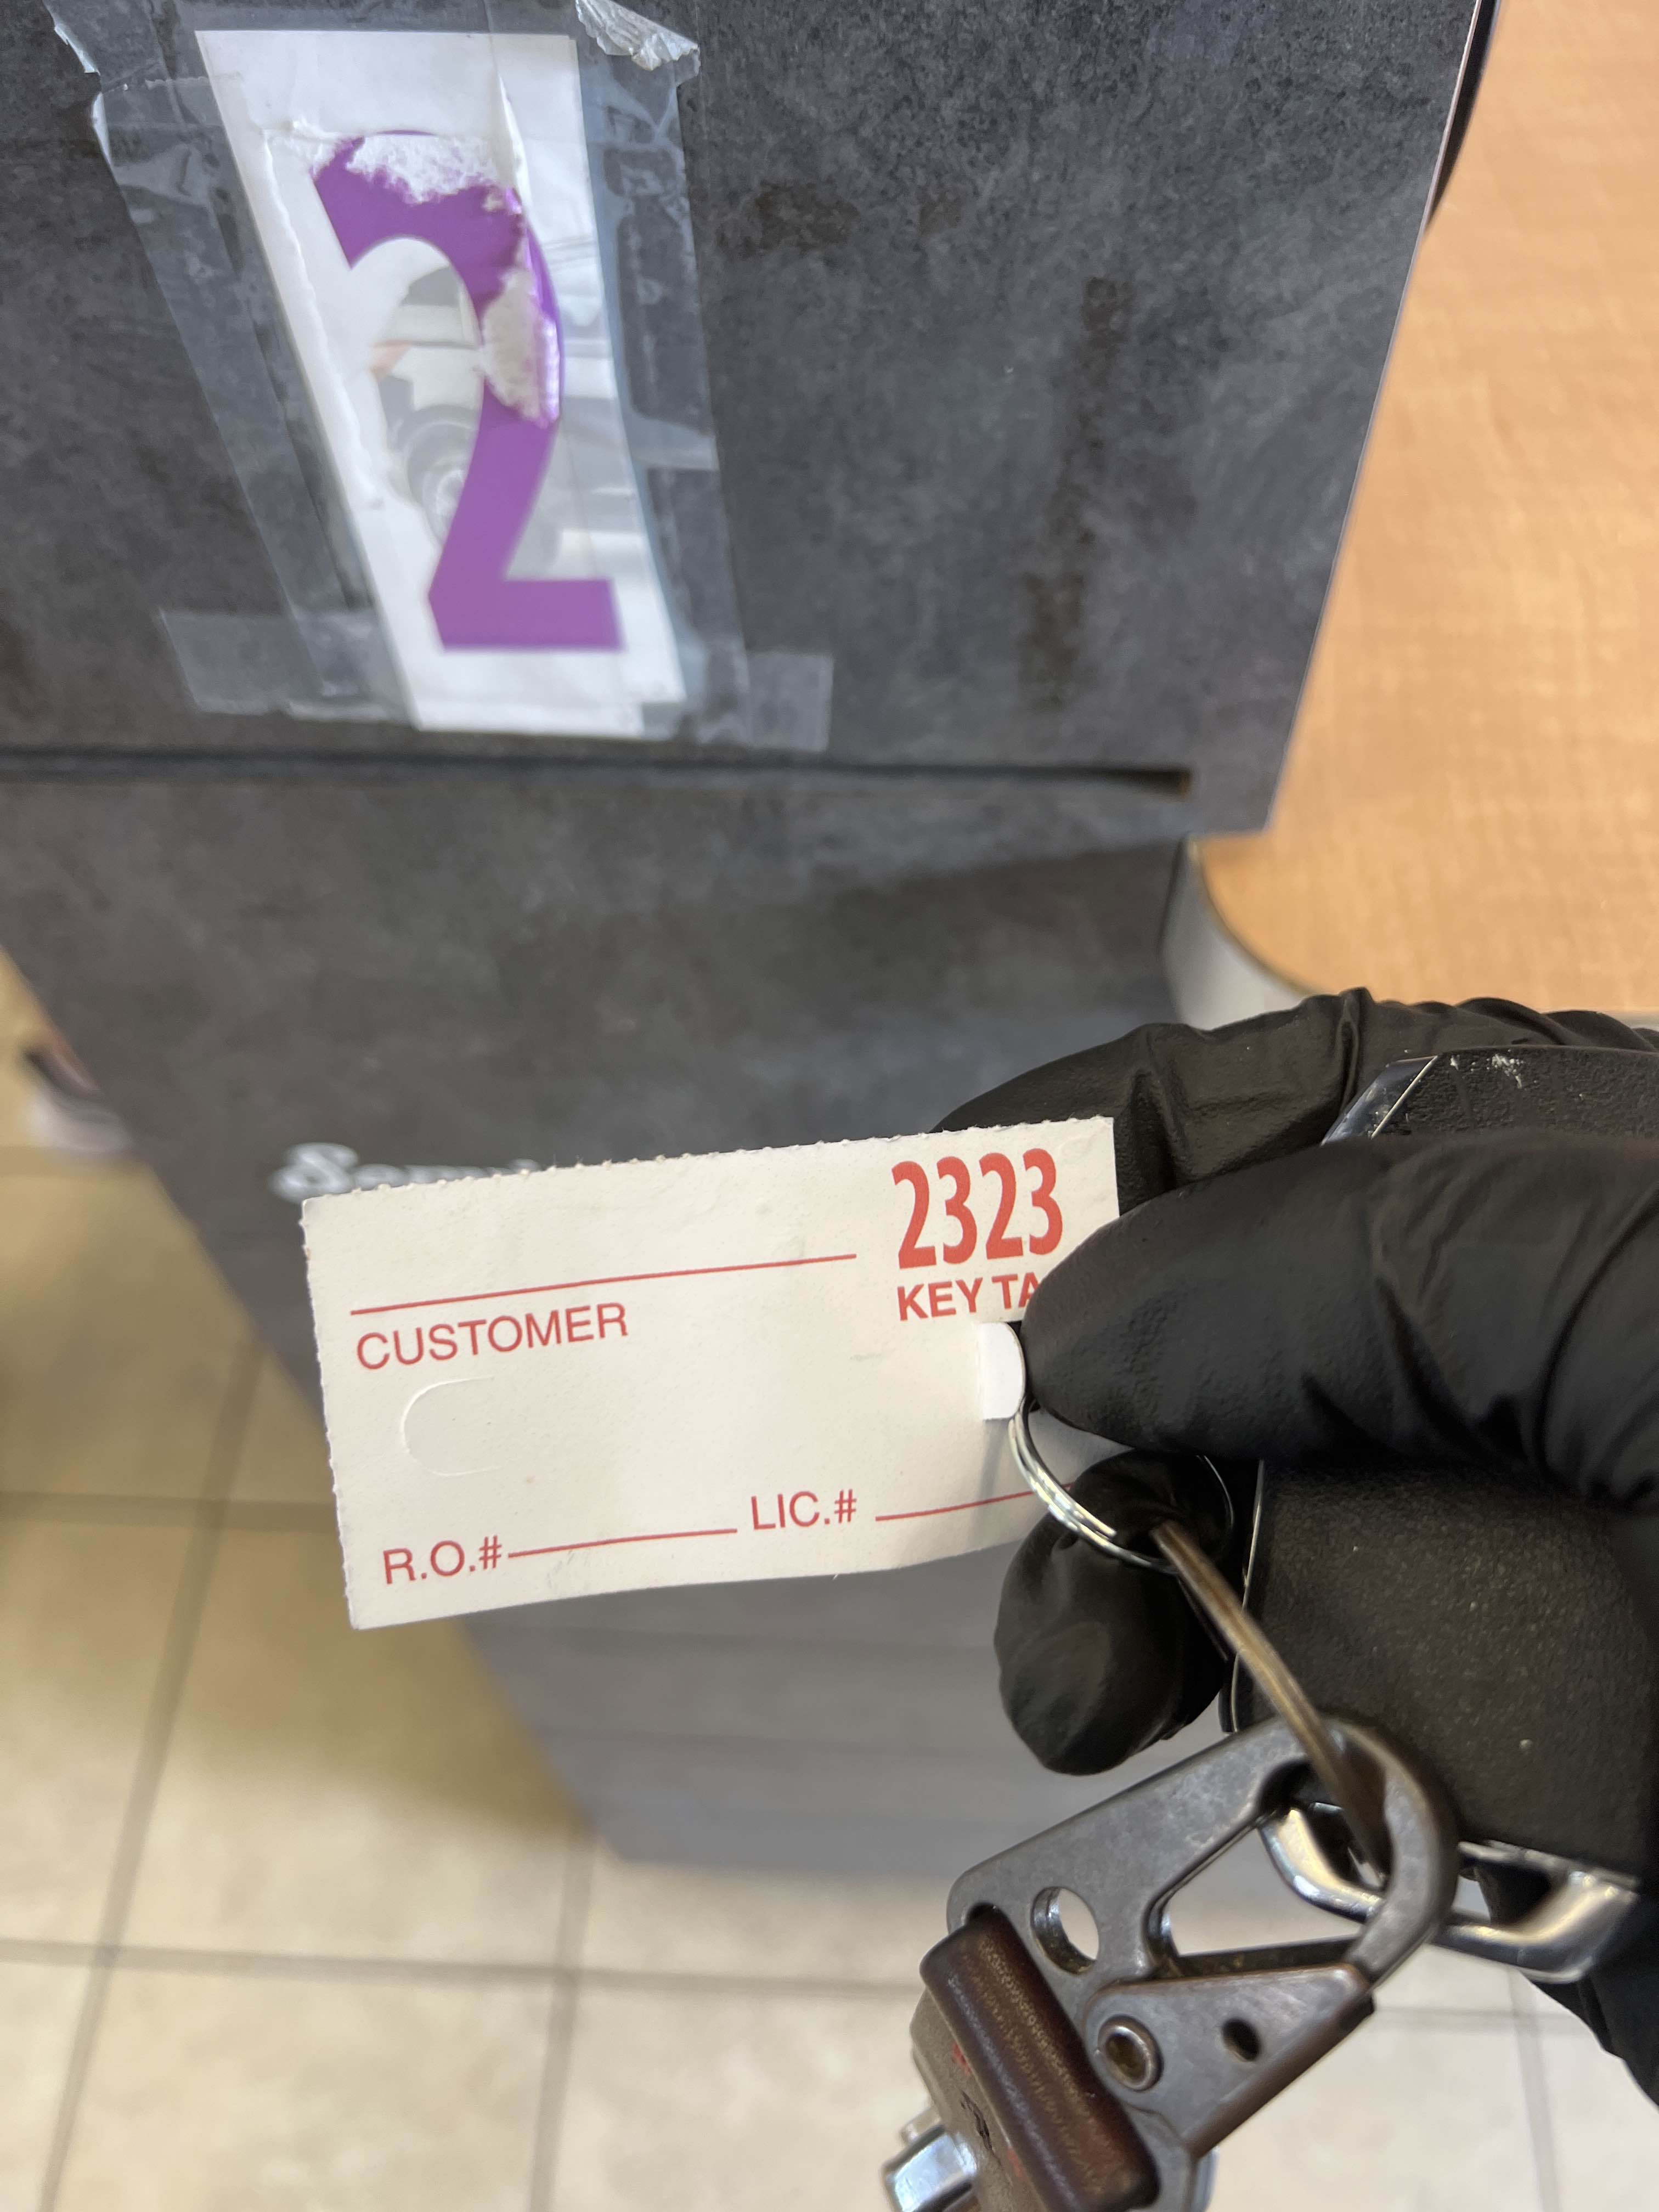 2
2323
KEY TA
CUSTOMER
LIC.#
R.O.#